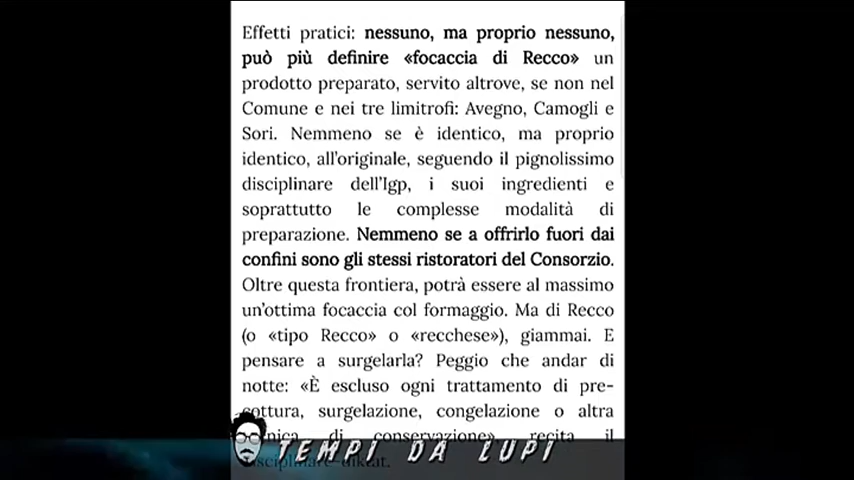 Effetti pratici: nessuno, ma proprio nessuno,
può più definire «focaccia di Recco» un
prodotto preparato, servito altrove, se non nel
Comune e nei tre limitrofi: Avegno, Camogli e
Sori. Nemmeno se è identico, ma proprio
identico, all'originale, seguendo il pignolissimo
disciplinare dell'Igp, i suoi ingredienti e
soprattutto le complesse modalità di
preparazione. Nemmeno se a offrirlo fuori dai
confini sono gli stessi ristoratori del Consorzio.
Oltre questa frontiera, potrà essere al massimo
un'ottima focaccia col formaggio. Ma di Recco
(o «tipo Recco» o «recchese»), giammai. E
pensare a surgelarla? Peggio che andar di
notte: «È escluso ogni trattamento di pre-
cottura, surgelazione, congelazione o altra
tecnica di conservazione», recita il
disciplinare-diktat.
TEMPI DA LUPI